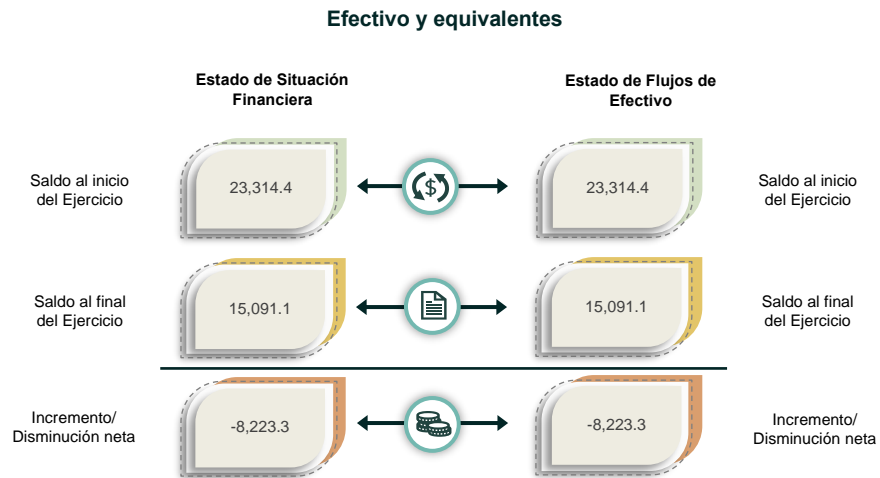 Efectivo y equivalentes
Estado de Situación
Financiera
Estado de Flujos de
Efectivo
Saldo al inicio
del Ejercicio
23,314.4
$
23,314.4
Saldo al inicio
del Ejercicio
Saldo al final
del Ejercicio
15,091.1
15,091.1
Saldo al final
del Ejercicio
Incremento/
Disminución neta
-8,223.3
-8,223.3
Incremento/
Disminución neta